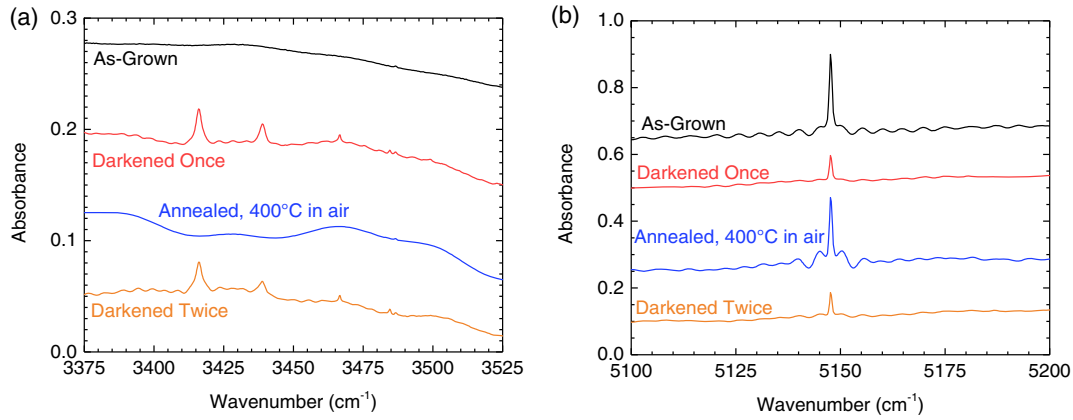 (a)
0.3
0.2
0.1
0.0
Absorbance
As-Grown
Darkened Once
Annealed, 400°C in air
Darkened Twice
3375 3400 3425 3450 3475 3500 3525
Wavenumber (cm⁻¹)
(b)
1.0
0.8
0.6
0.4
0.2
0.0
Absorbance
As-Grown
Darkened Once
Annealed, 400°C in air
Darkened Twice
5100 5125 5150 5175 5200
Wavenumber (cm⁻¹)